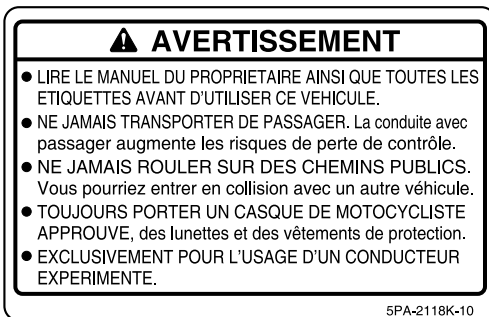 AVERTISSEMENT
● LIRE LE MANUEL DU PROPRIETAIRE AINSI QUE TOUTES LES
ETIQUETTES AVANT D'UTILISER CE VEHICULE.
● NE JAMAIS TRANSPORTER DE PASSAGER. La conduite avec
passager augmente les risques de perte de contrôle.
● NE JAMAIS ROULER SUR DES CHEMINS PUBLICS.
Vous pourriez entrer en collision avec un autre véhicule.
● TOUJOURS PORTER UN CASQUE DE MOTOCYCLISTE
APPROUVE, des lunettes et des vêtements de protection.
● EXCLUSIVEMENT POUR L'USAGE D'UN CONDUCTEUR
EXPERIMENTE.
5PA-2118K-10